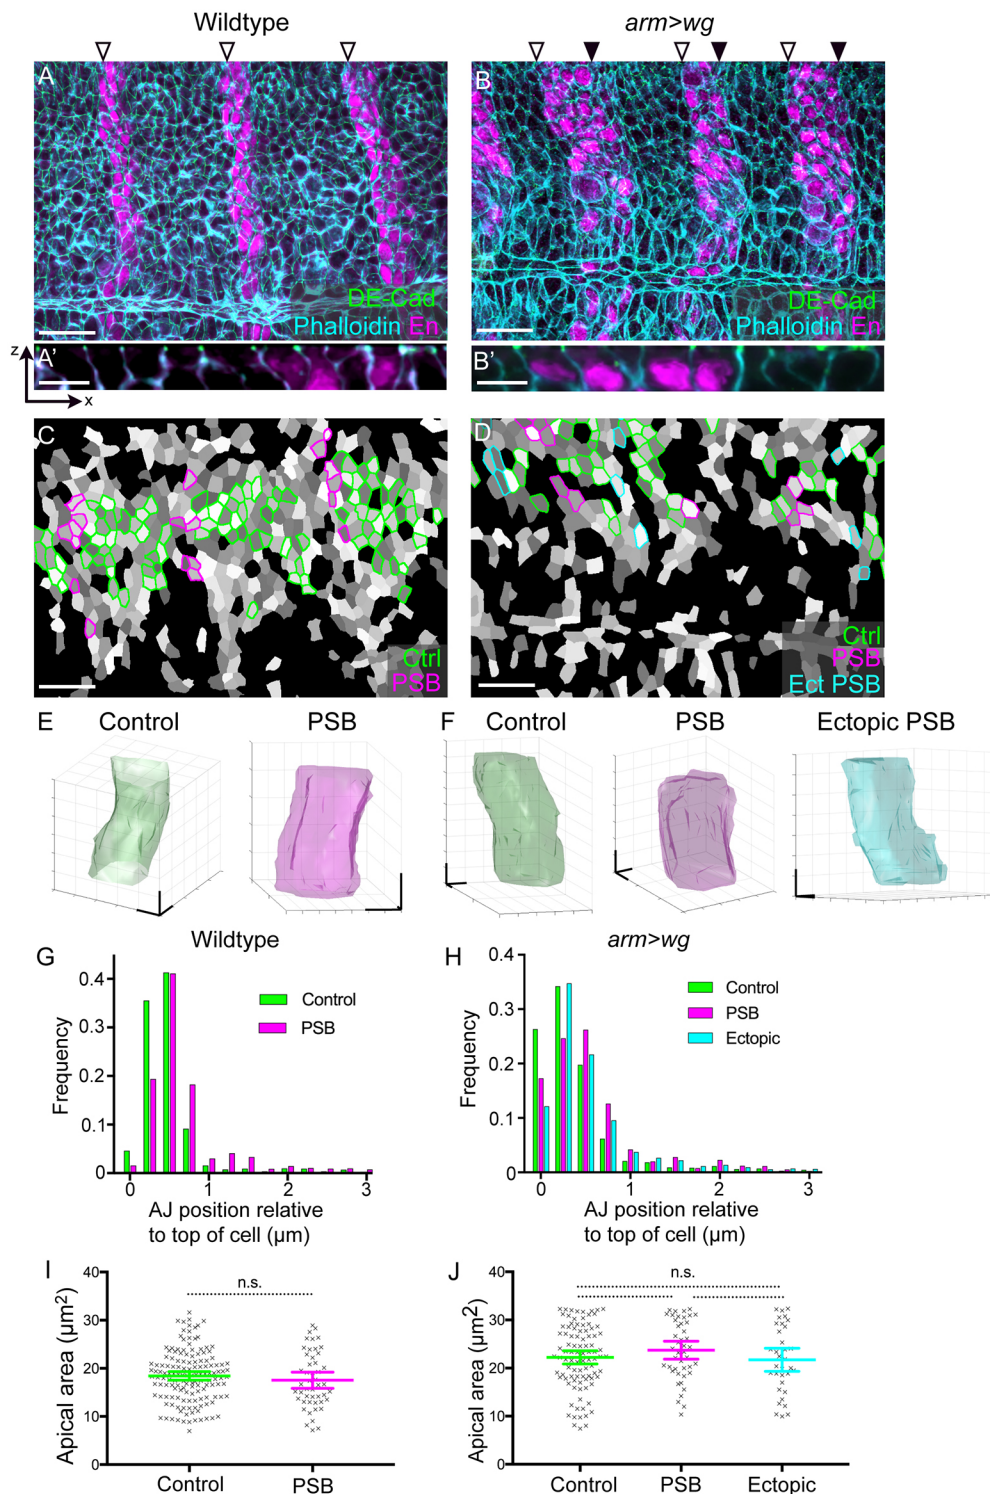 Wildtype
arm>wg
A
DE-Cad
Phalloidin En
B
DE-Cad
Phalloidin En
z
x
A'
B'
C
Ctrl
PSB
D
Ctrl
PSB
Ect PSB
E
Control
PSB
F
Control
PSB
Ectopic PSB
Wildtype
G
Frequency
0.4
0.3
0.2
0.1
0
0
1
2
3
Control
PSB
AJ position relative
to top of cell (µm)
arm>wg
H
Frequency
0.4
0.3
0.2
0.1
0
0
1
2
3
Control
PSB
Ectopic
AJ position relative
to top of cell (µm)
I
Apical area (µm²)
40
30
20
10
0
n.s.
Control
PSB
J
Apical area (µm²)
40
30
20
10
0
n.s.
Control
PSB
Ectopic